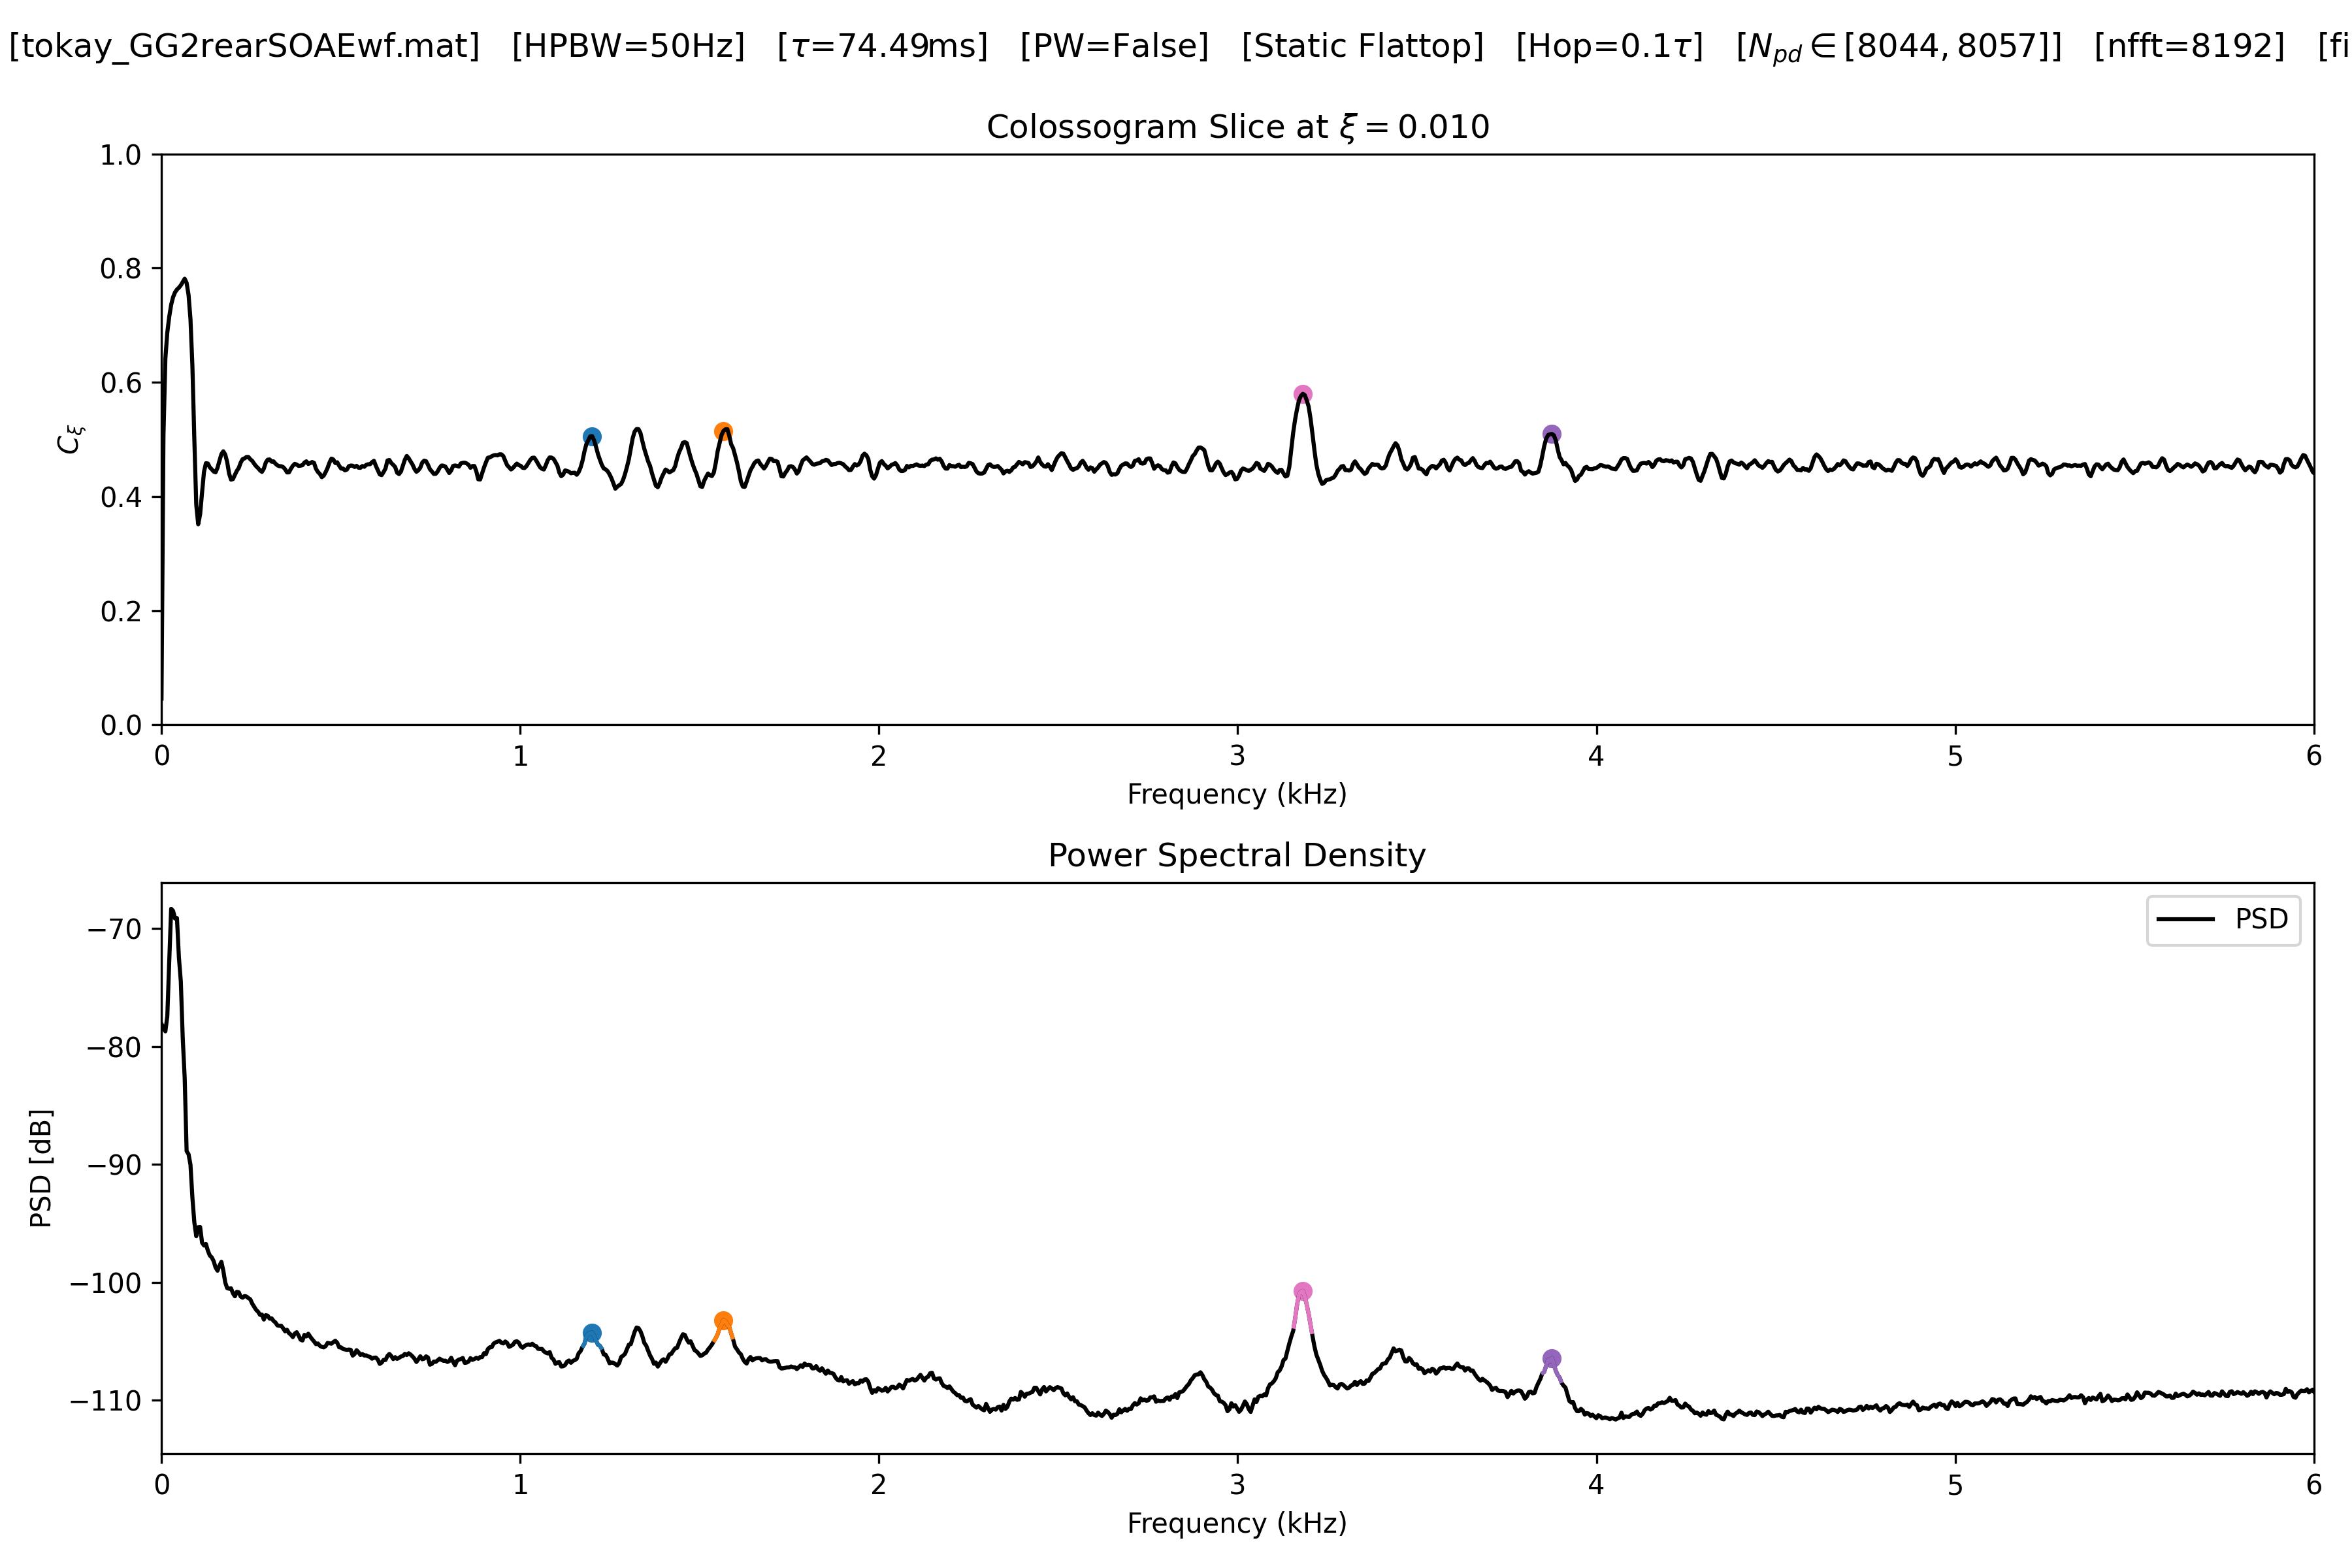 [tokay_GG2rearSOAEwf.mat] [HPBW=50Hz] [τ=74.49ms] [PW=False] [Static Flattop] [Hop=0.1τ] [N_pd ∈ [8044, 8057]] [nfft=8192] [fi
Colossogram Slice at ξ = 0.010
1.0
0.8
0.6
0.4
0.2
0.0
C_ξ
0 1 2 3 4 5 6
Frequency (kHz)
Power Spectral Density
PSD
−70
−80
−90
−100
−110
PSD [dB]
0 1 2 3 4 5 6
Frequency (kHz)